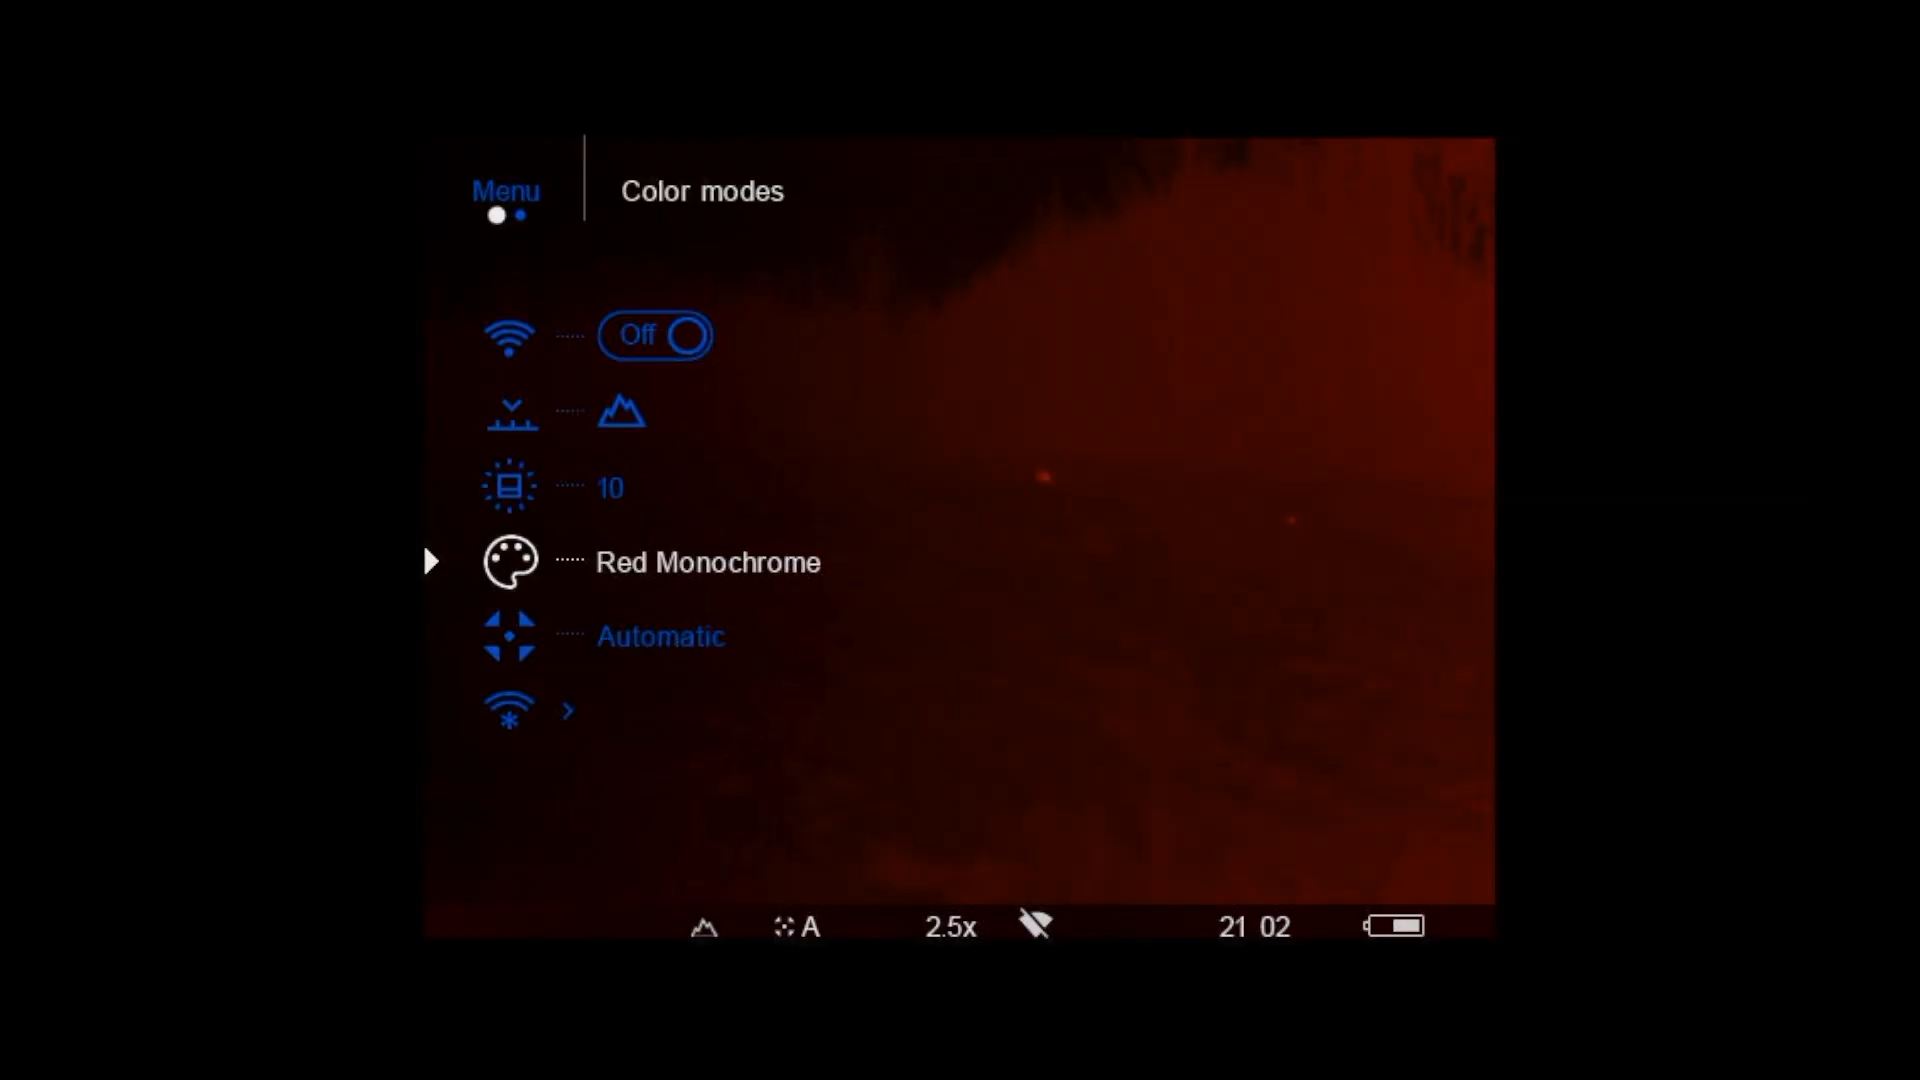 Menu
Color modes
Off
10
Red Monochrome
Automatic
A
2.5x
21 02